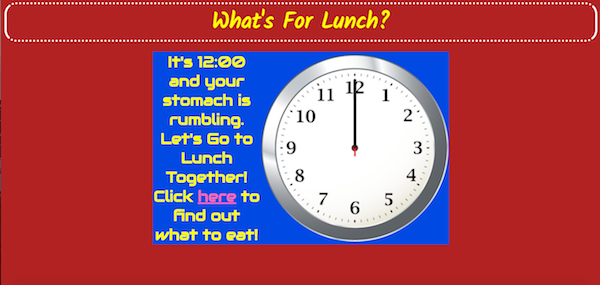 What's For Lunch?
It's 12:00
and your
stomach is
rumbling.
Let's Go to
Lunch
Together!
Click here to
find out
what to eat!
12
1
2
3
4
5
6
7
8
9
10
11